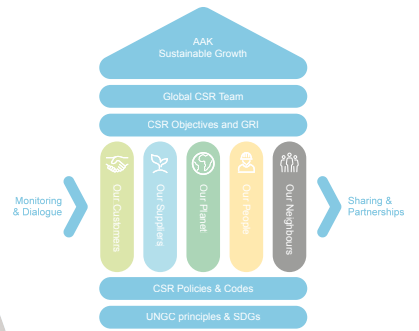 AAK
Sustainable Growth
Global CSR Team
CSR Objectives and GRI
Monitoring
& Dialogue
Our Customers
Our Suppliers
Our Planet
Our People
Our Neighbours
Sharing &
Partnerships
CSR Policies & Codes
UNGC principles & SDGs